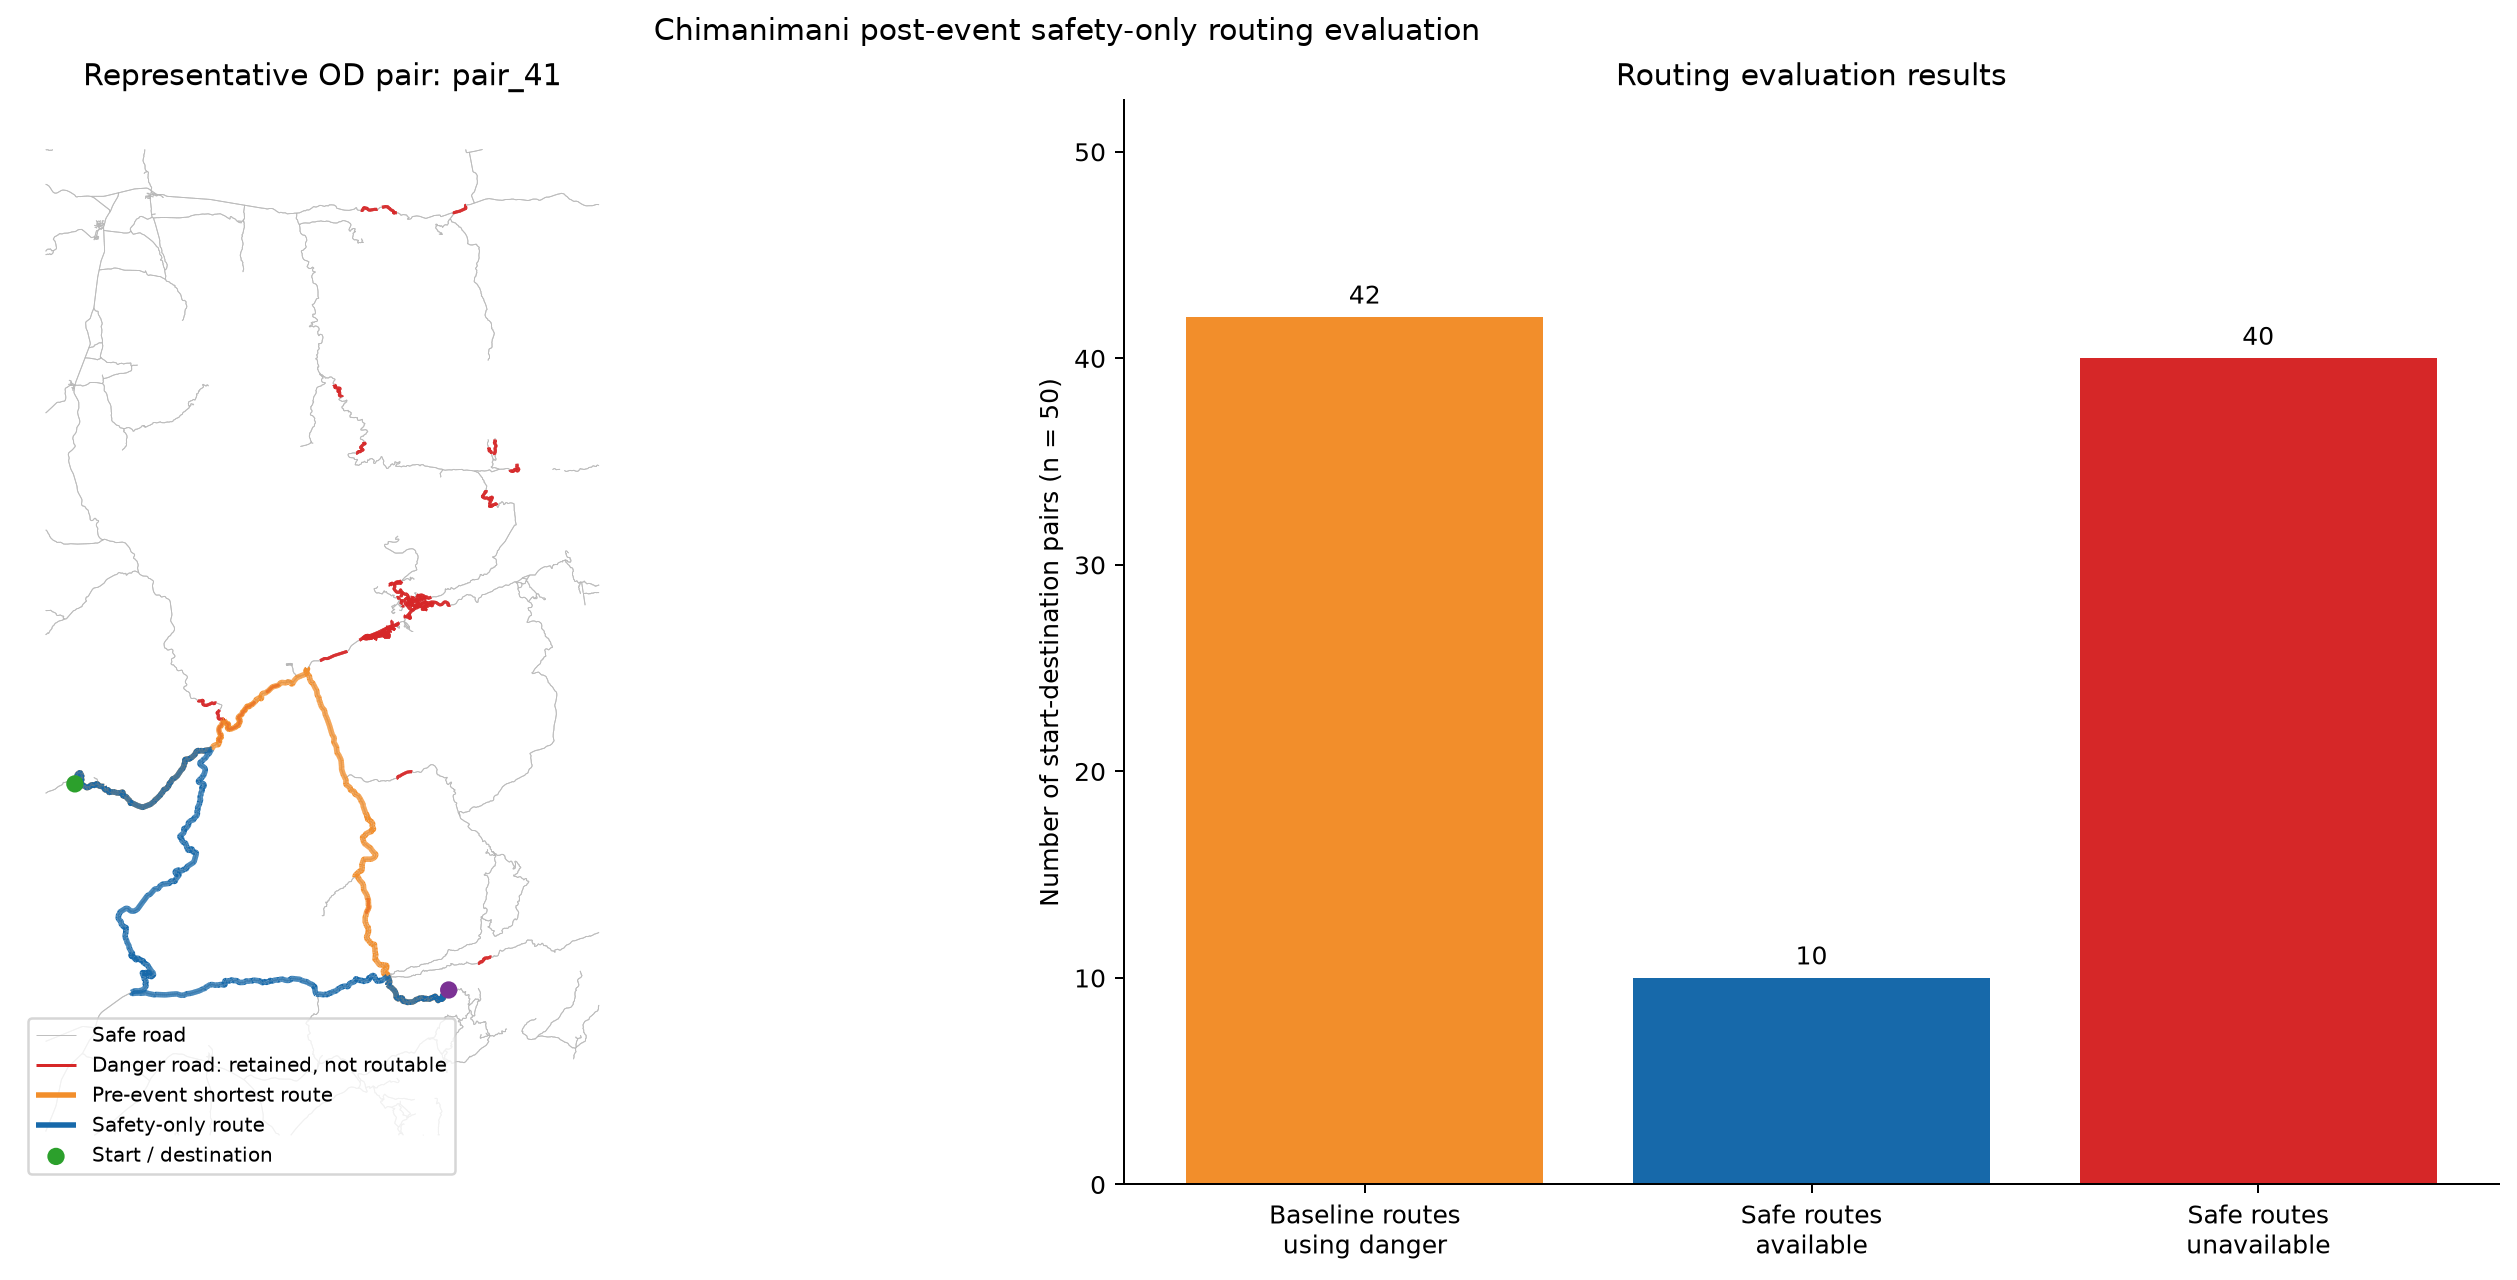 Chimanimani post-event safety-only routing evaluation
Representative OD pair: pair_41
Safe road
Danger road: retained, not routable
Pre-event shortest route
Safety-only route
Start / destination
Routing evaluation results
Number of start-destination pairs (n = 50)
50
40
30
20
10
0
42
10
40
Baseline routes
using danger
Safe routes
available
Safe routes
unavailable